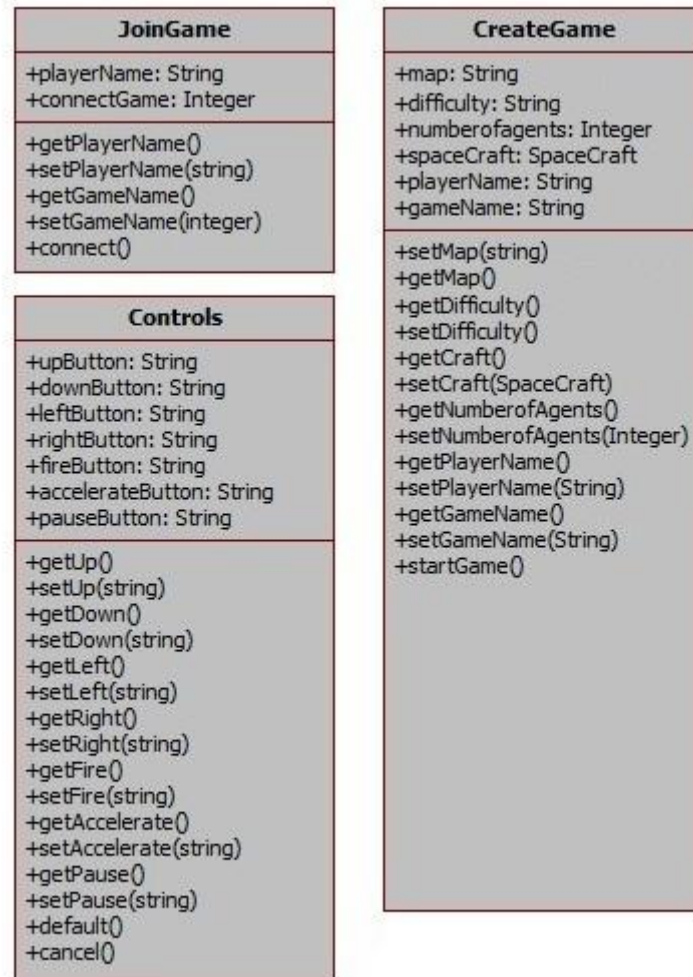 JoinGame
+playerName: String
+connectGame: Integer
+getPlayerName()
+setPlayerName(string)
+getGameName()
+setGameName(integer)
+connect()
Controls
+upButton: String
+downButton: String
+leftButton: String
+rightButton: String
+fireButton: String
+accelerateButton: String
+pauseButton: String
+getUp()
+setUp(string)
+getDown()
+setDown(string)
+getLeft()
+setLeft(string)
+getRight()
+setRight(string)
+getFire()
+setFire(string)
+getAccelerate()
+setAccelerate(string)
+getPause()
+setPause(string)
+default()
+cancel()
CreateGame
+map: String
+difficulty: String
+numberofagents: Integer
+spaceCraft: SpaceCraft
+playerName: String
+gameName: String
+setMap(string)
+getMap()
+getDifficulty()
+setDifficulty()
+getCraft()
+setCraft(SpaceCraft)
+getNumberofAgents()
+setNumberofAgents(Integer)
+getPlayerName()
+setPlayerName(String)
+getGameName()
+setGameName(String)
+startGame()